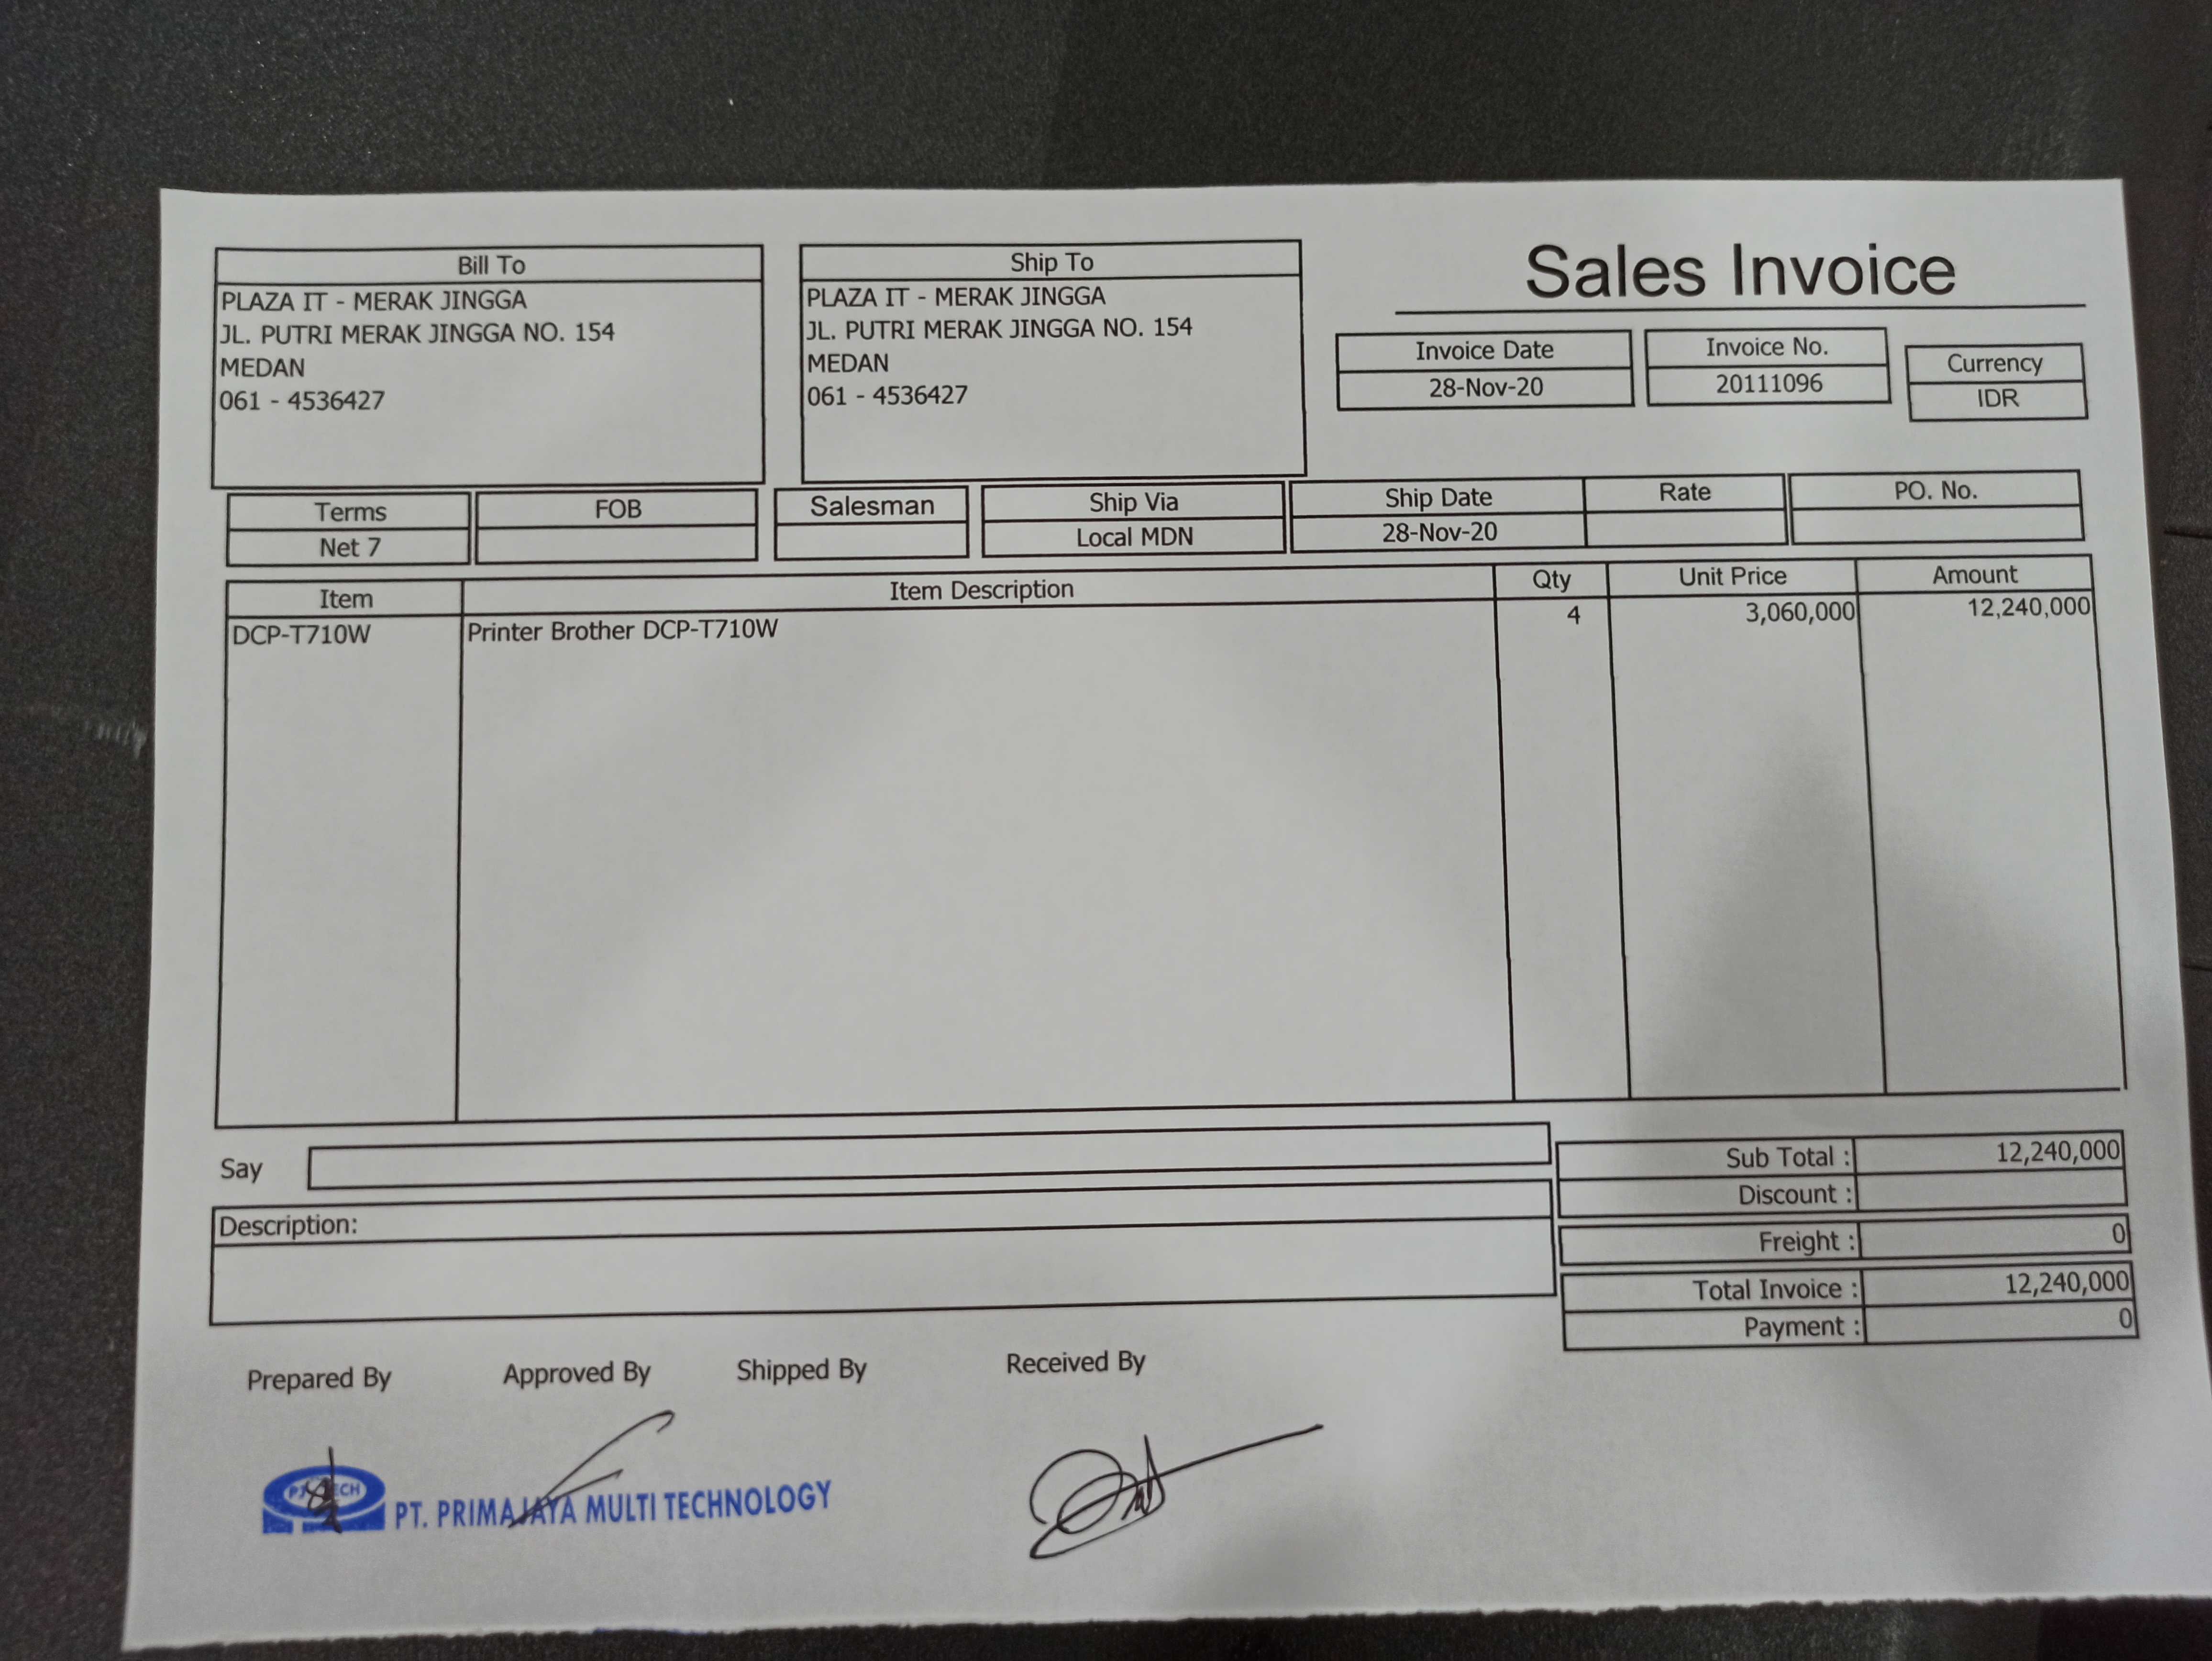 Bill To
PLAZA IT - MERAK JINGGA
JL. PUTRI MERAK JINGGA NO. 154
MEDAN
061 - 4536427
Ship To
PLAZA IT - MERAK JINGGA
JL. PUTRI MERAK JINGGA NO. 154
MEDAN
061 - 4536427
Sales Invoice
Invoice Date
28-Nov-20
Invoice No.
20111096
Currency
IDR
Terms
Net 7
FOB
Salesman
Ship Via
Local MDN
Ship Date
28-Nov-20
Rate
PO. No.
Item Item Description Qty Unit Price Amount
DCP-T710W Printer Brother DCP-T710W 4 3,060,000 12,240,000
Say
Description:
Sub Total : 12,240,000
Discount :
Freight : 0
Total Invoice : 12,240,000
Payment : 0
Prepared By Approved By Shipped By Received By
PT. PRIMAJAYA MULTI TECHNOLOGY